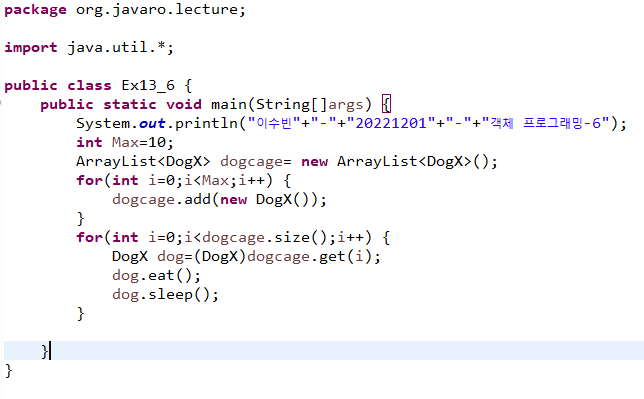 package org.javaro.lecture;
import java.util.*;
public class Ex13_6 {
public static void main(String[]args) {
System.out.println("이수빈"+"-"+"20221201"+"-"+"객체 프로그래밍-6");
int Max=10;
ArrayList<DogX> dogcage= new ArrayList<DogX>();
for(int i=0;i<Max;i++) {
dogcage.add(new DogX());
}
for(int i=0;i<dogcage.size();i++) {
DogX dog=(DogX)dogcage.get(i);
dog.eat();
dog.sleep();
}
}
}